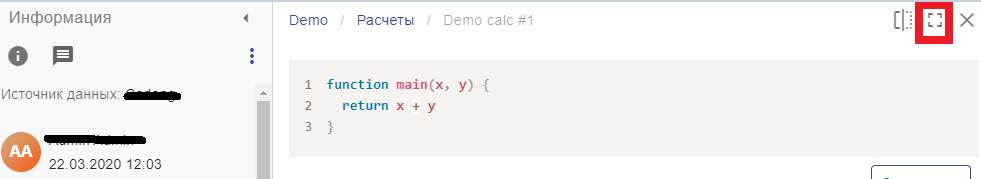 Информация
Источник данных:
AA
22.03.2020 12:03
Demo / Расчеты / Demo calc #1
1 function main(x, y) {
2 return x + y
3 }